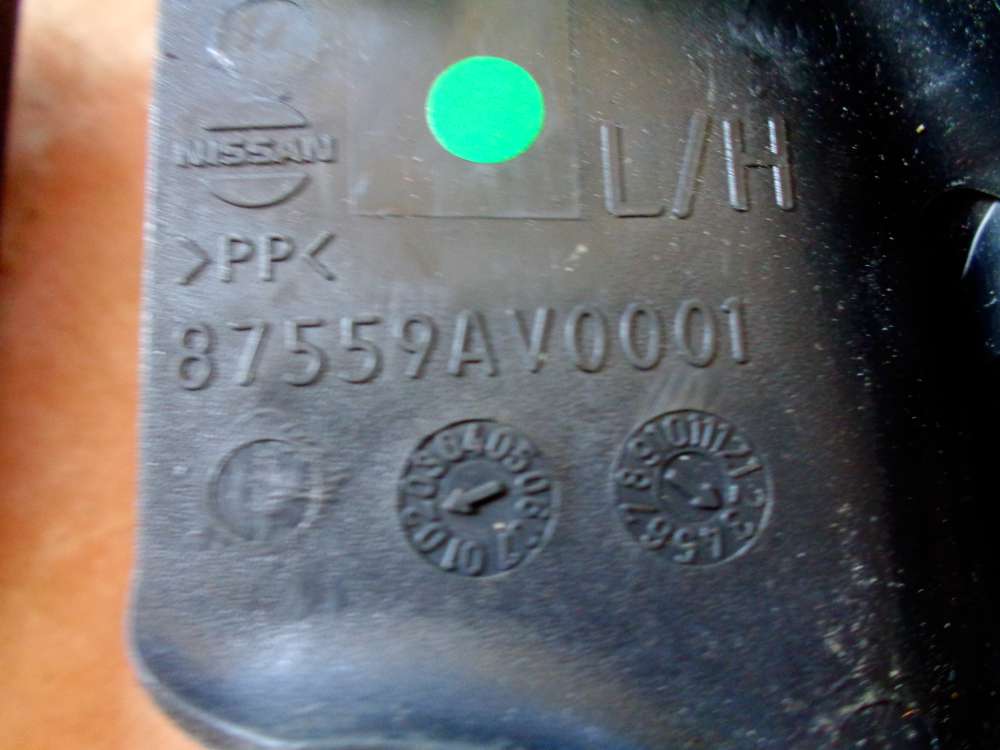 NISSAN
L/H
>PP<
87559AV0001